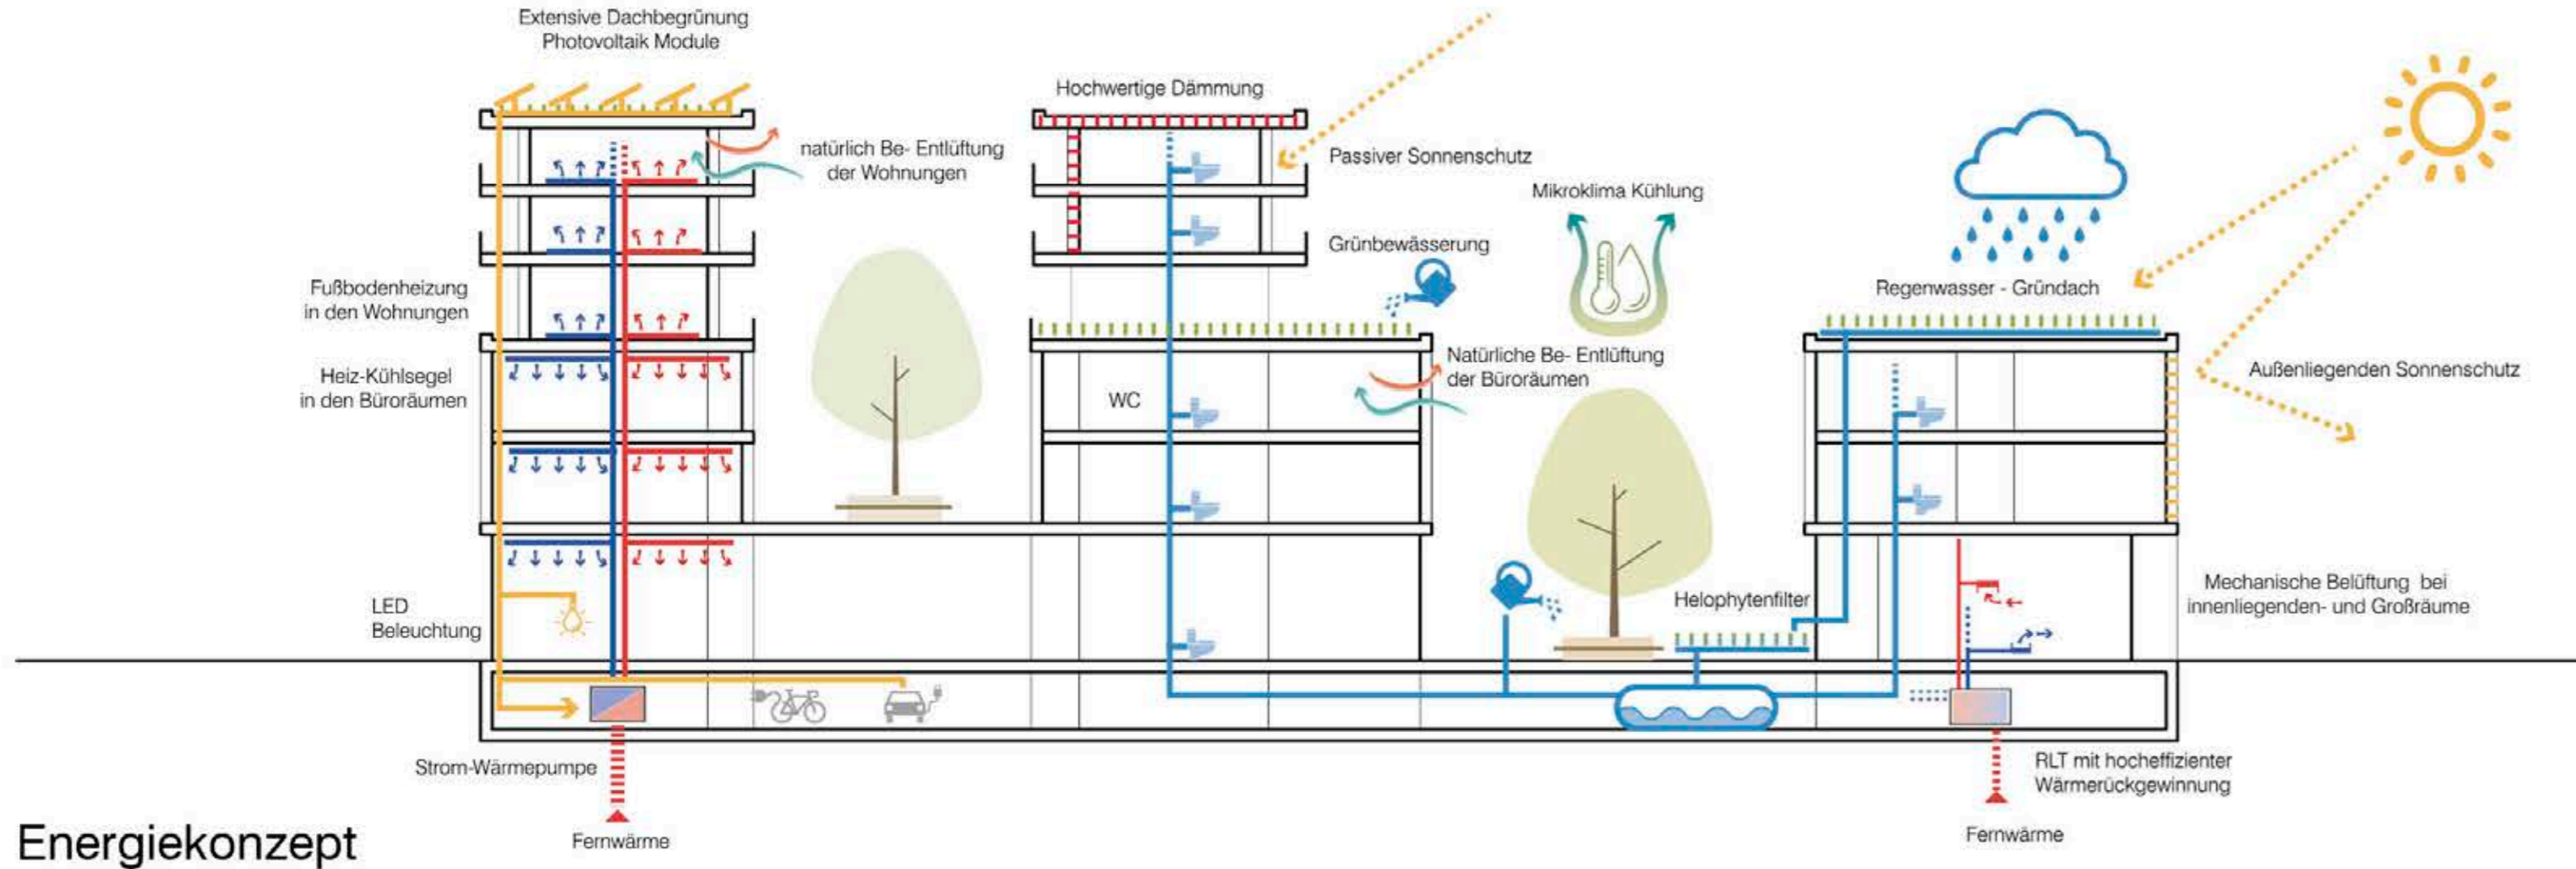 Extensive Dachbegrünung
Photovoltaik Module
Hochwertige Dämmung
natürlich Be- Entlüftung
der Wohnungen
Passiver Sonnenschutz
Mikroklima Kühlung
Grünbewässerung
Regenwasser - Gründach
Fußbodenheizung
in den Wohnungen
Heiz-Kühlsegel
in den Büroräumen
WC
Natürliche Be- Entlüftung
der Büroräumen
Außenliegenden Sonnenschutz
LED
Beleuchtung
Helophytenfilter
Mechanische Belüftung bei
innenliegenden- und Großräume
Strom-Wärmepumpe
RLT mit hocheffizienter
Wärmerückgewinnung
Fernwärme
Fernwärme
Energiekonzept